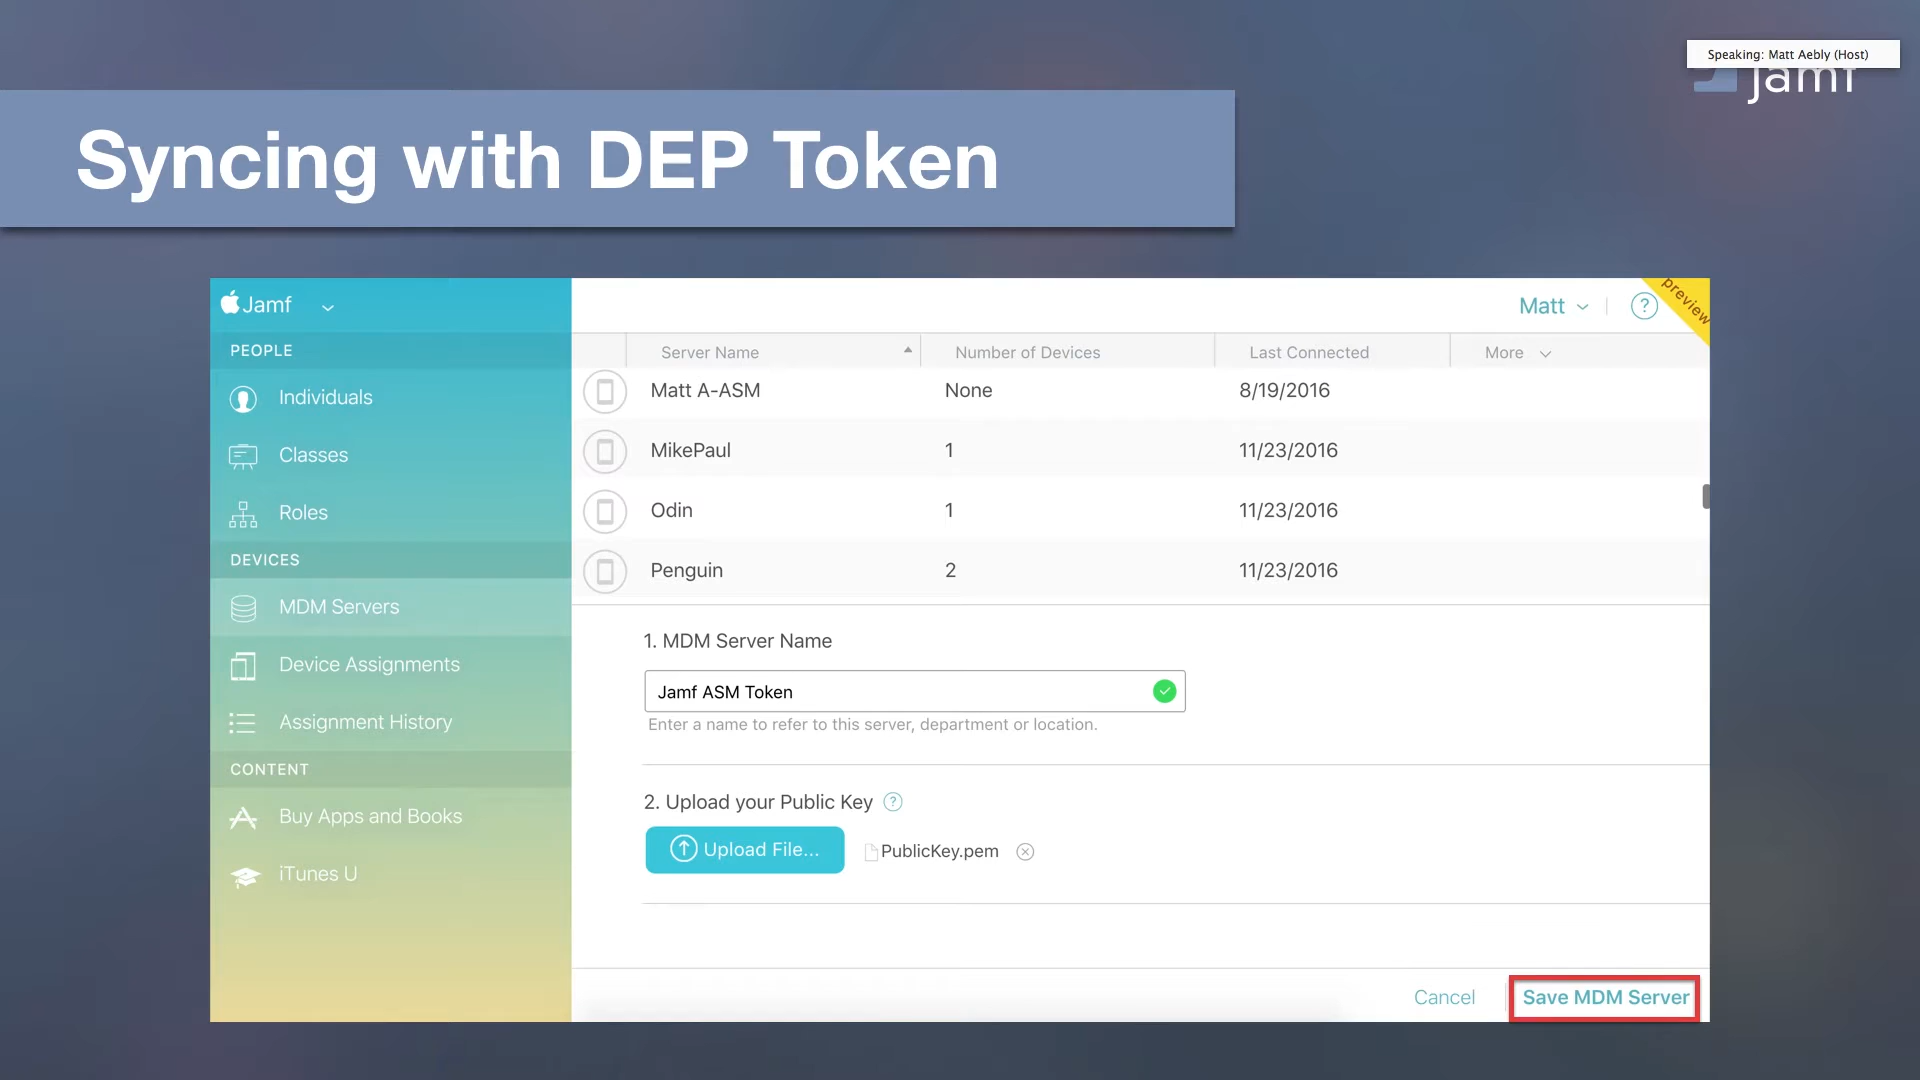 Speaking: Matt Aebly (Host)
jamf
Syncing with DEP Token
Jamf
Matt
?
preview
PEOPLE
Individuals
Classes
Roles
DEVICES
MDM Servers
Device Assignments
Assignment History
CONTENT
Buy Apps and Books
iTunes U
Server Name Number of Devices Last Connected More
Matt A-ASM None 8/19/2016
MikePaul 1 11/23/2016
Odin 1 11/23/2016
Penguin 2 11/23/2016
1. MDM Server Name
Jamf ASM Token
Enter a name to refer to this server, department or location.
2. Upload your Public Key ?
Upload File... PublicKey.pem
Cancel Save MDM Server